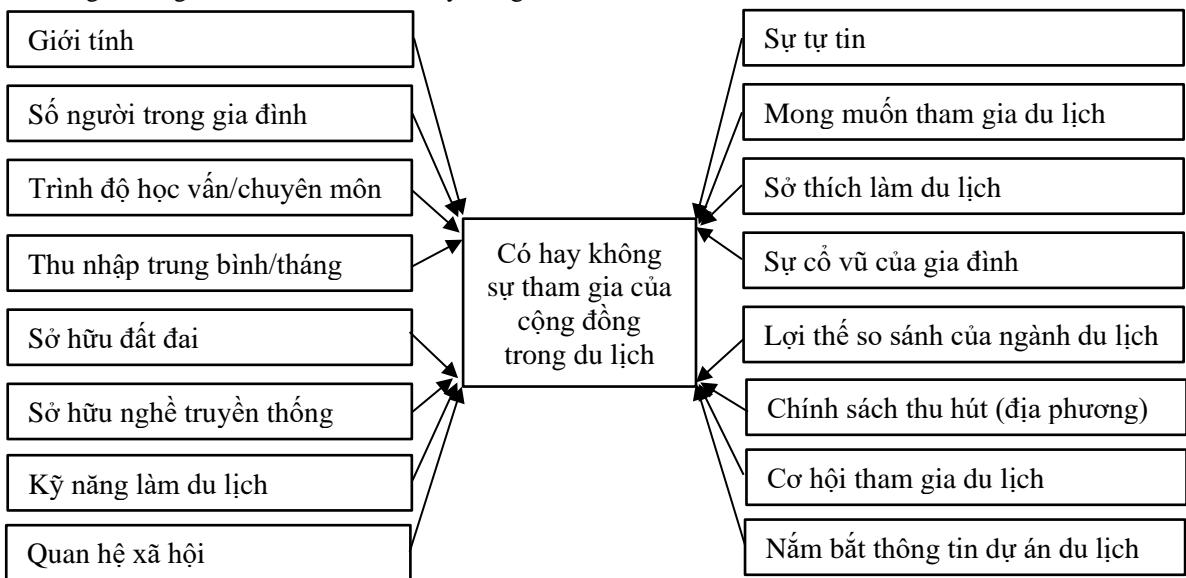 Giới tính
Số người trong gia đình
Trình độ học vấn/chuyên môn
Thu nhập trung bình/tháng
Sở hữu đất đai
Sở hữu nghề truyền thống
Kỹ năng làm du lịch
Quan hệ xã hội
Có hay không
sự tham gia của
cộng đồng
trong du lịch
Sự tự tin
Mong muốn tham gia du lịch
Sở thích làm du lịch
Sự cổ vũ của gia đình
Lợi thế so sánh của ngành du lịch
Chính sách thu hút (địa phương)
Cơ hội tham gia du lịch
Nắm bắt thông tin dự án du lịch